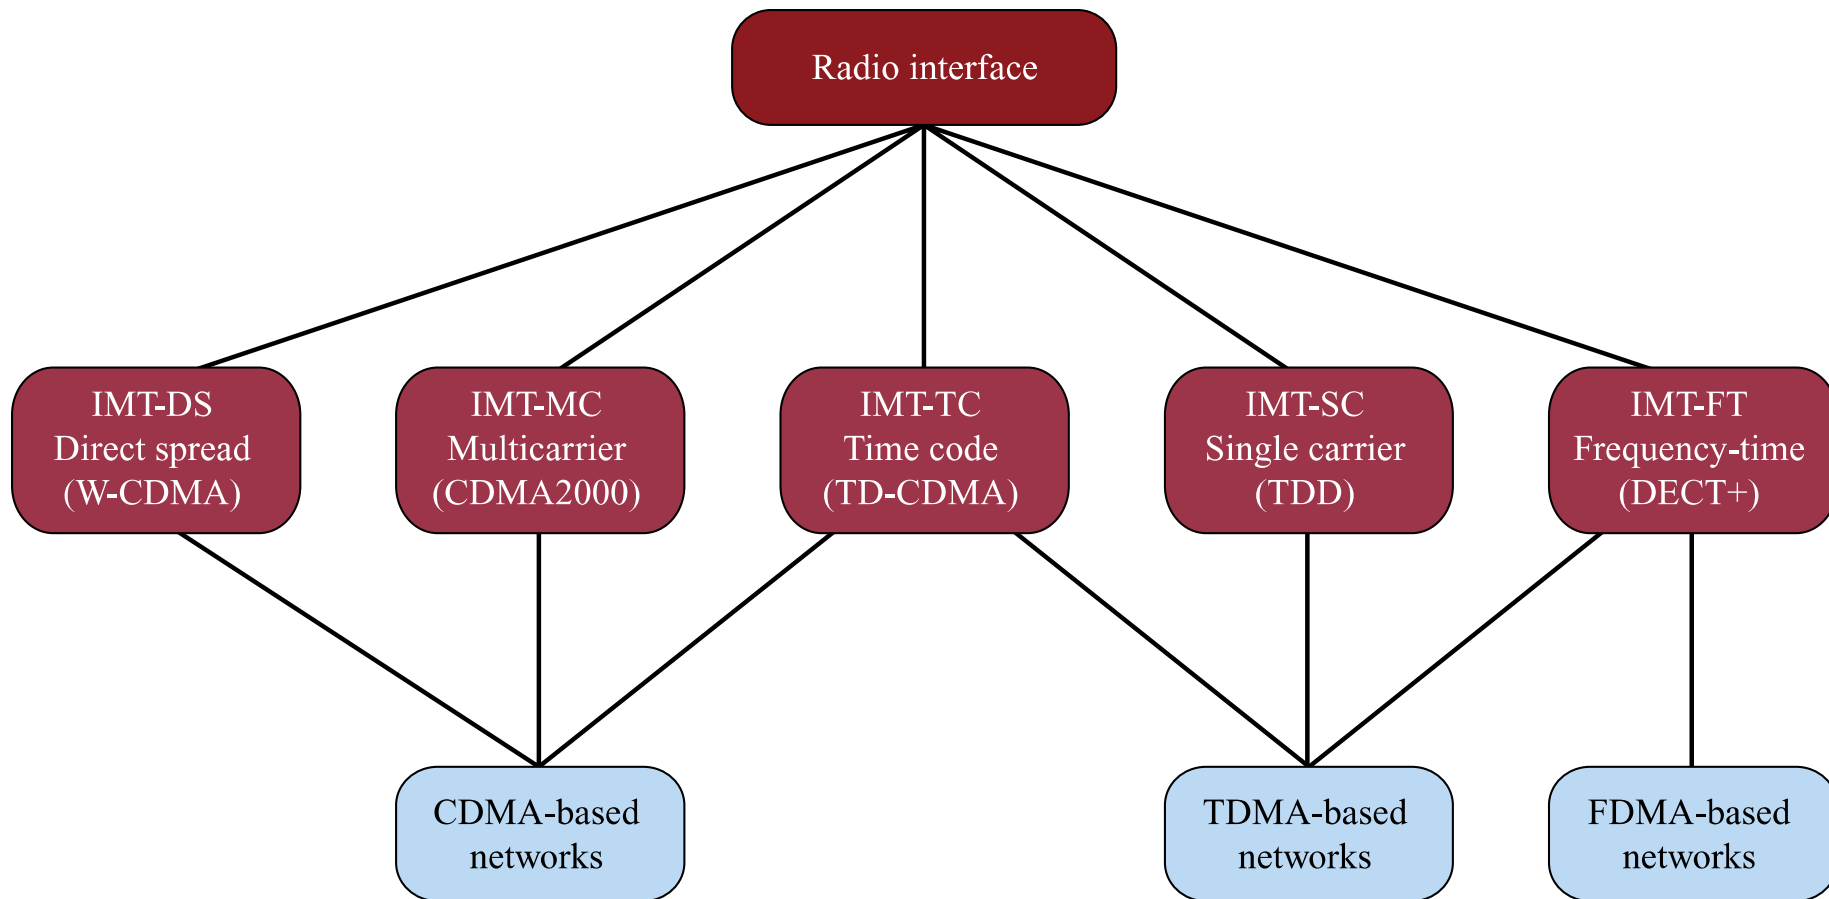 Radio interface
IMT-DS
Direct spread
(W-CDMA)
IMT-MC
Multicarrier
(CDMA2000)
IMT-TC
Time code
(TD-CDMA)
IMT-SC
Single carrier
(TDD)
IMT-FT
Frequency-time
(DECT+)
CDMA-based
networks
TDMA-based
networks
FDMA-based
networks